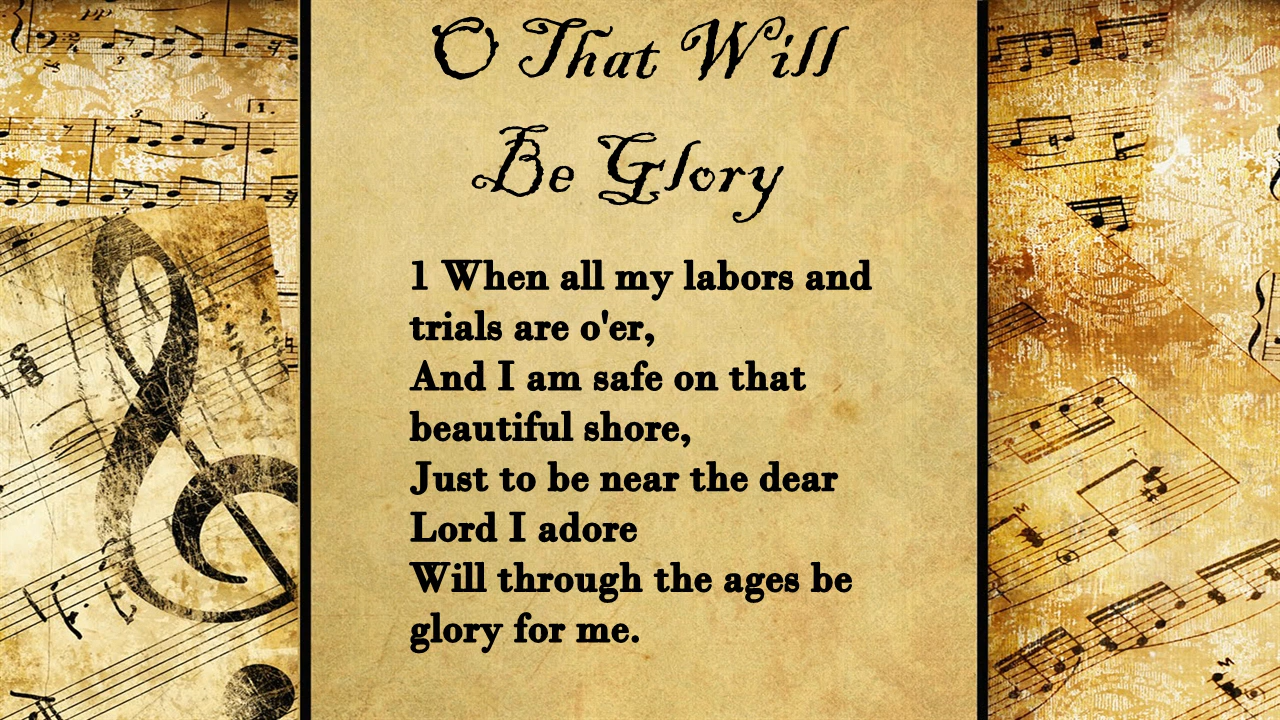 O That Will
Be Glory
1 When all my labors and
trials are o'er,
And I am safe on that
beautiful shore,
Just to be near the dear
Lord I adore
Will through the ages be
glory for me.